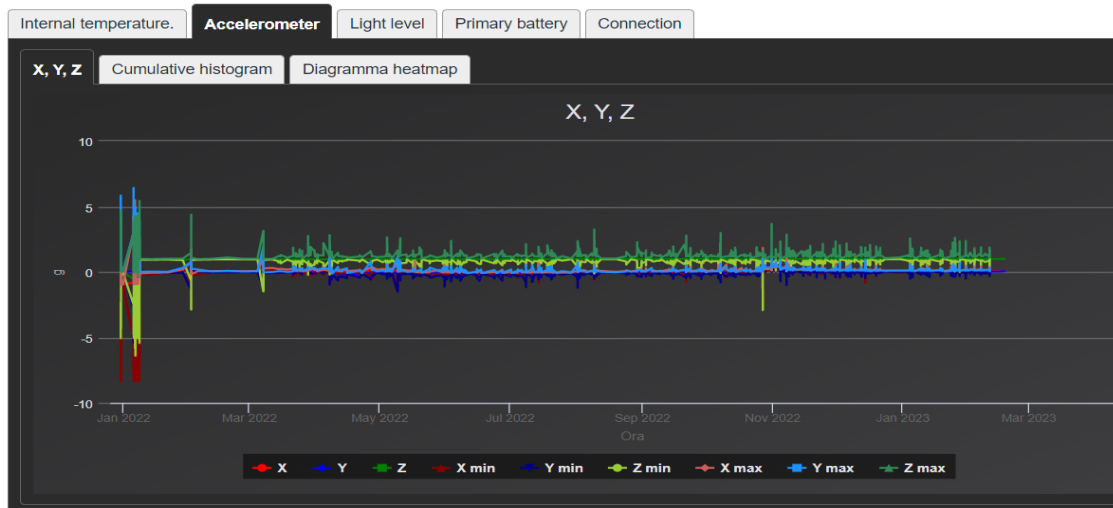 Internal temperature. Accelerometer Light level Primary battery Connection
X, Y, Z Cumulative histogram Diagramma heatmap
X, Y, Z
10
5
g
0
-5
-10
Jan 2022 Mar 2022 May 2022 Jul 2022 Sep 2022 Nov 2022 Jan 2023 Mar 2023
Ora
X Y Z X min Y min Z min X max Y max Z max